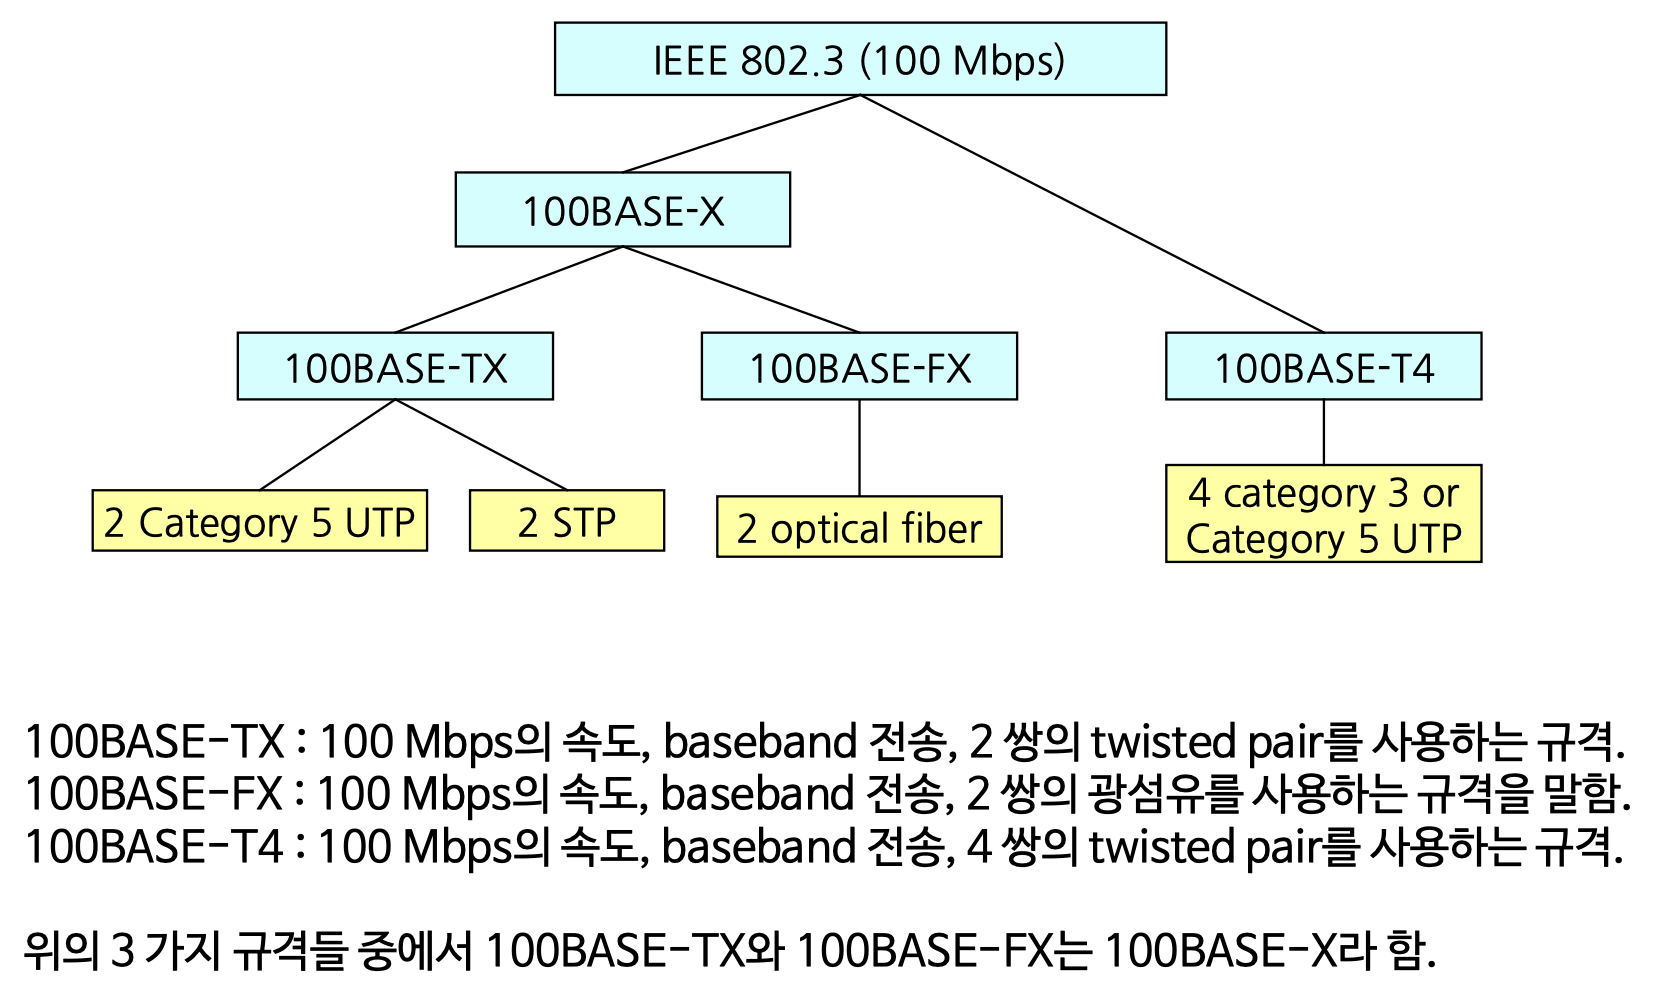 IEEE 802.3 (100 Mbps)
100BASE-X
100BASE-TX
100BASE-FX
100BASE-T4
2 Category 5 UTP
2 STP
2 optical fiber
4 category 3 or
Category 5 UTP
100BASE-TX : 100 Mbps의 속도, baseband 전송, 2 쌍의 twisted pair를 사용하는 규격.
100BASE-FX : 100 Mbps의 속도, baseband 전송, 2 쌍의 광섬유를 사용하는 규격을 말함.
100BASE-T4 : 100 Mbps의 속도, baseband 전송, 4 쌍의 twisted pair를 사용하는 규격.
위의 3 가지 규격들 중에서 100BASE-TX와 100BASE-FX는 100BASE-X라 함.